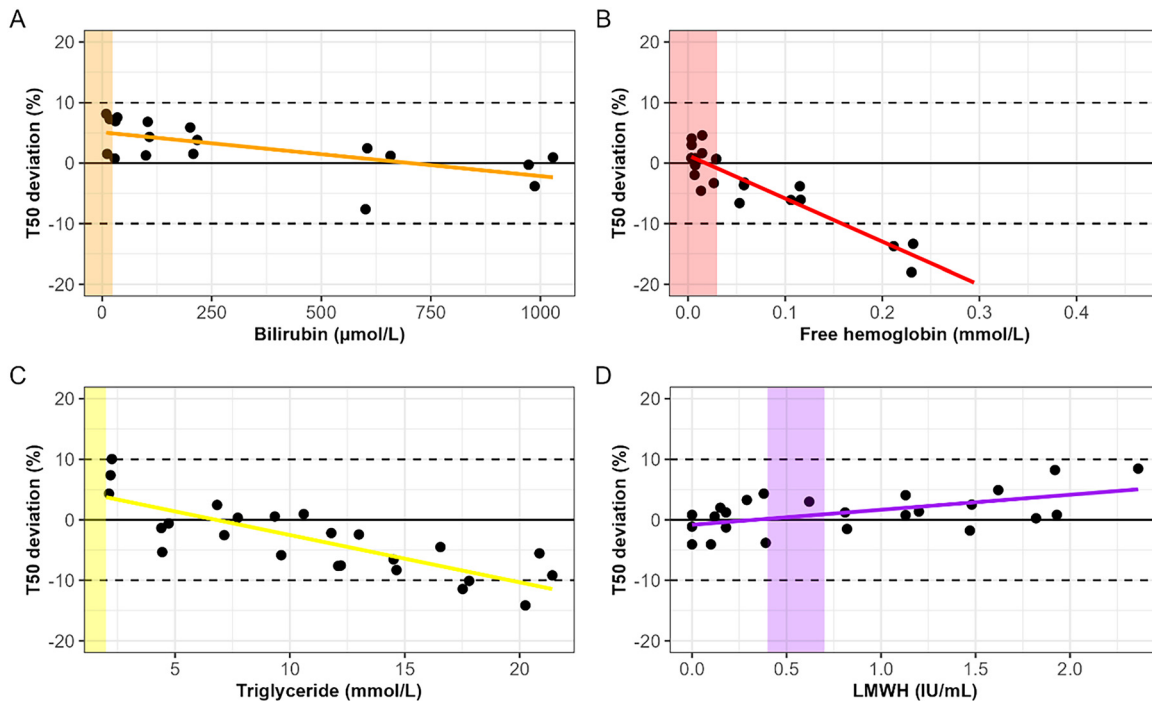 A
T50 deviation (%)
20
10
0
-10
-20
0 250 500 750 1000
Bilirubin (µmol/L)
B
T50 deviation (%)
20
10
0
-10
-20
0.0 0.1 0.2 0.3 0.4
Free hemoglobin (mmol/L)
C
T50 deviation (%)
20
10
0
-10
-20
5 10 15 20
Triglyceride (mmol/L)
D
T50 deviation (%)
20
10
0
-10
-20
0.0 0.5 1.0 1.5 2.0
LMWH (IU/mL)